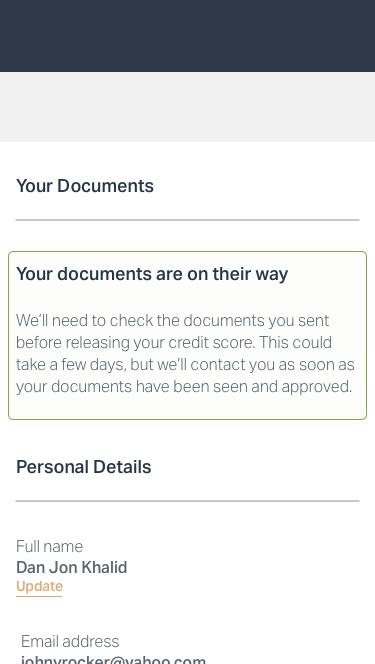 Your Documents
Your documents are on their way
We’ll need to check the documents you sent
before releasing your credit score. This could
take a few days, but we’ll contact you as soon as
your documents have been seen and approved.
Personal Details
Full name
Dan Jon Khalid
Update
Email address
johnyrocker@yahoo.com